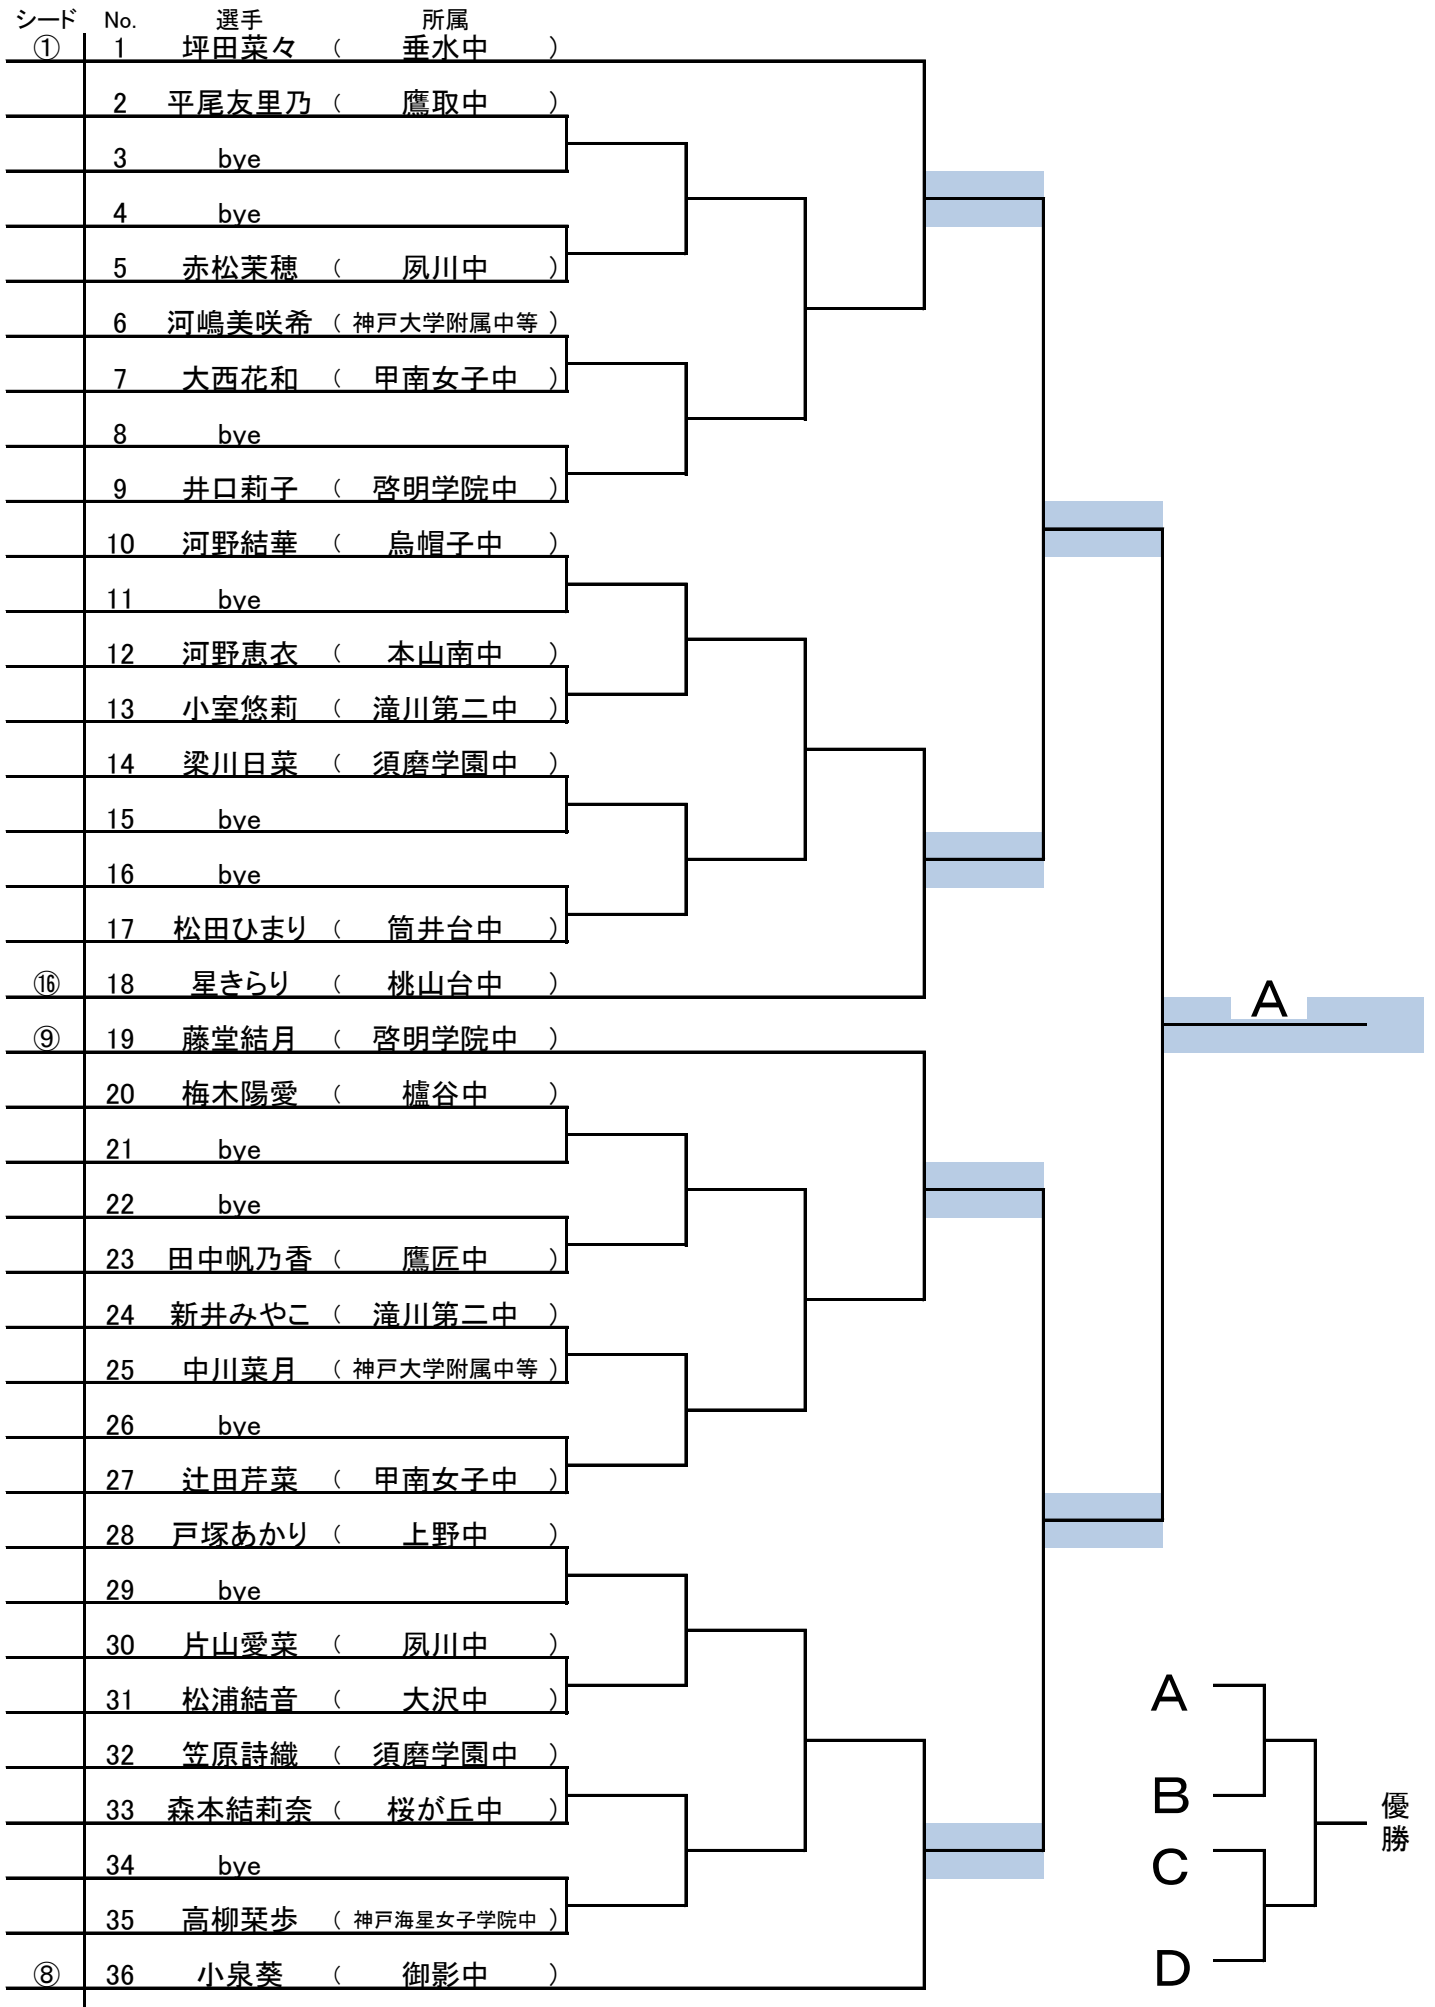 シード No. 選手 所属
① 1 坪田菜々 ( 垂水中 )
2 平尾友里乃 ( 鷹取中 )
3 bye
4 bye
5 赤松茉穂 ( 夙川中 )
6 河嶋美咲希 ( 神戸大学附属中等 )
7 大西花和 ( 甲南女子中 )
8 bye
9 井口莉子 ( 啓明学院中 )
10 河野結華 ( 烏帽子中 )
11 bye
12 河野恵衣 ( 本山南中 )
13 小室悠莉 ( 滝川第二中 )
14 梁川日菜 ( 須磨学園中 )
15 bye
16 bye
17 松田ひまり ( 筒井台中 )
⑯ 18 星きらり ( 桃山台中 )
A
⑨ 19 藤堂結月 ( 啓明学院中 )
20 梅木陽愛 ( 櫨谷中 )
21 bye
22 bye
23 田中帆乃香 ( 鷹匠中 )
24 新井みやこ ( 滝川第二中 )
25 中川菜月 ( 神戸大学附属中等 )
26 bye
27 辻田芹菜 ( 甲南女子中 )
28 戸塚あかり ( 上野中 )
29 bye
30 片山愛菜 ( 夙川中 )
31 松浦結音 ( 大沢中 )
32 笠原詩織 ( 須磨学園中 )
33 森本結莉奈 ( 桜が丘中 )
34 bye
35 高柳栞歩 ( 神戸海星女子学院中 )
⑧ 36 小泉葵 ( 御影中 )
A
B
C
D
優勝